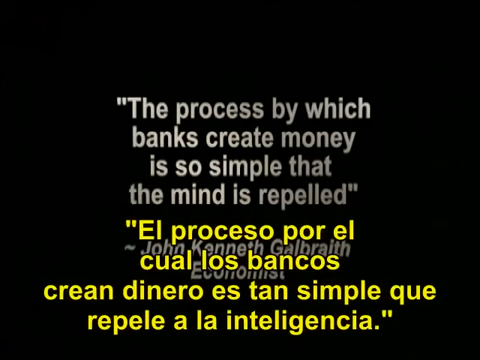 "The process by which
banks create money
is so simple that
the mind is repelled"
~ John Kenneth Galbraith
Economist
"El proceso por el
cual los bancos
crean dinero es tan simple que
repele a la inteligencia."